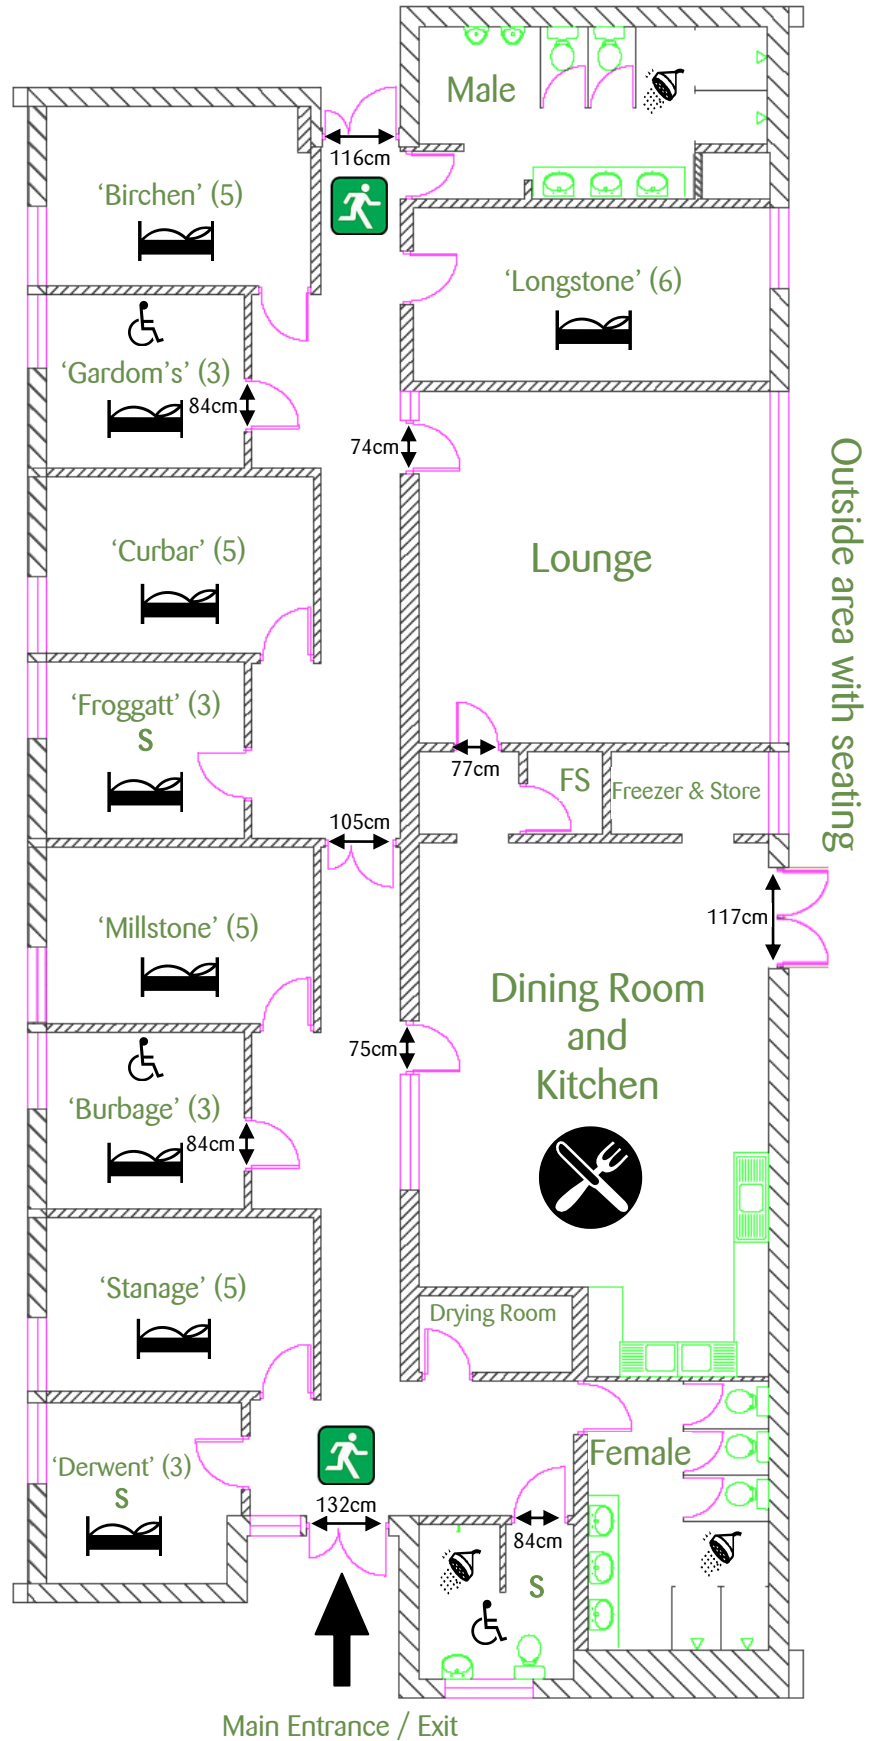 Male
116cm
‘Birchen’ (5)
‘Longstone’ (6)
‘Gardom’s’ (3)
84cm
74cm
Outside area with seating
‘Curbar’ (5)
Lounge
‘Froggatt’ (3)
S
77cm
FS
Freezer & Store
105cm
117cm
‘Millstone’ (5)
Dining Room
and
Kitchen
75cm
‘Burbage’ (3)
84cm
‘Stanage’ (5)
Drying Room
Female
‘Derwent’ (3)
S
132cm
84cm
S
Main Entrance / Exit